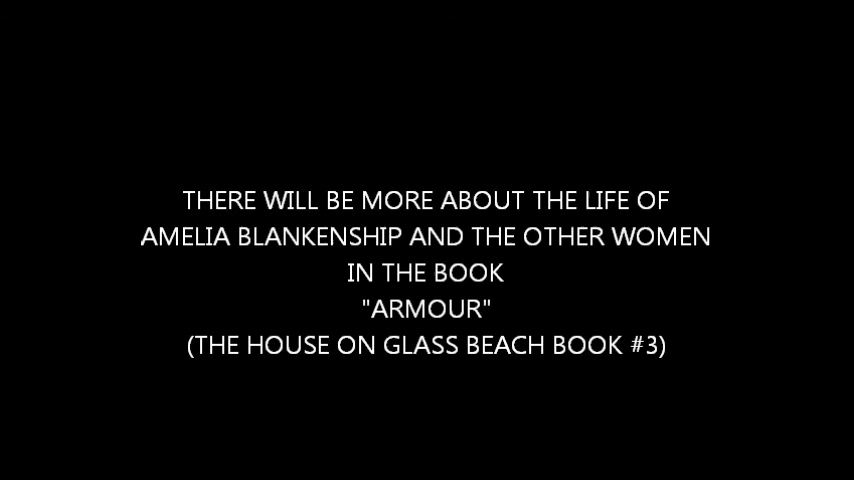 THERE WILL BE MORE ABOUT THE LIFE OF
AMELIA BLANKENSHIP AND THE OTHER WOMEN
IN THE BOOK
"ARMOUR"
(THE HOUSE ON GLASS BEACH BOOK #3)